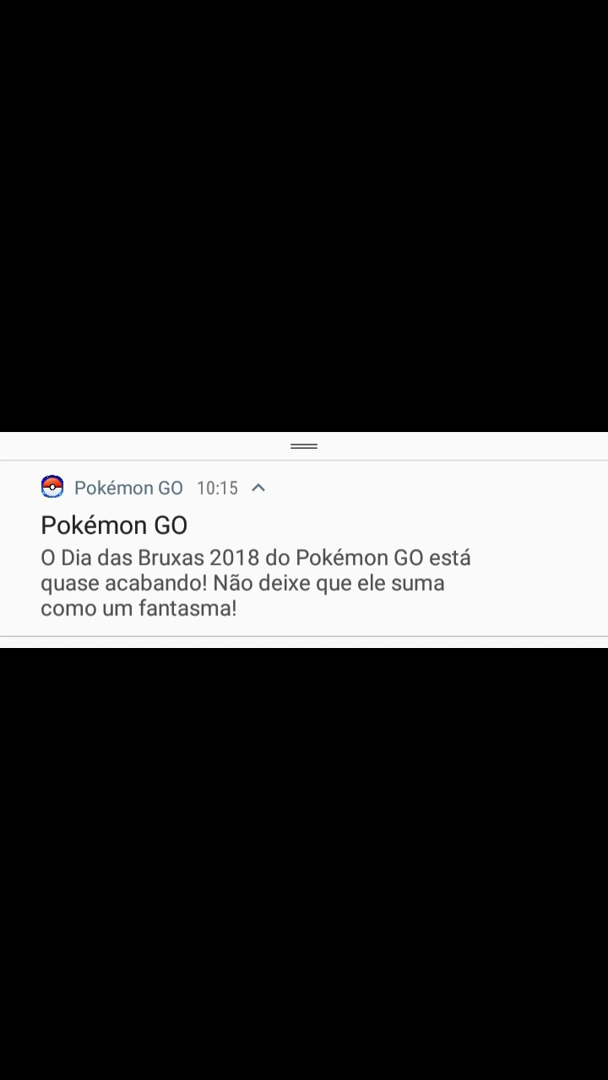 Pokémon GO 10:15
Pokémon GO
O Dia das Bruxas 2018 do Pokémon GO está
quase acabando! Não deixe que ele suma
como um fantasma!